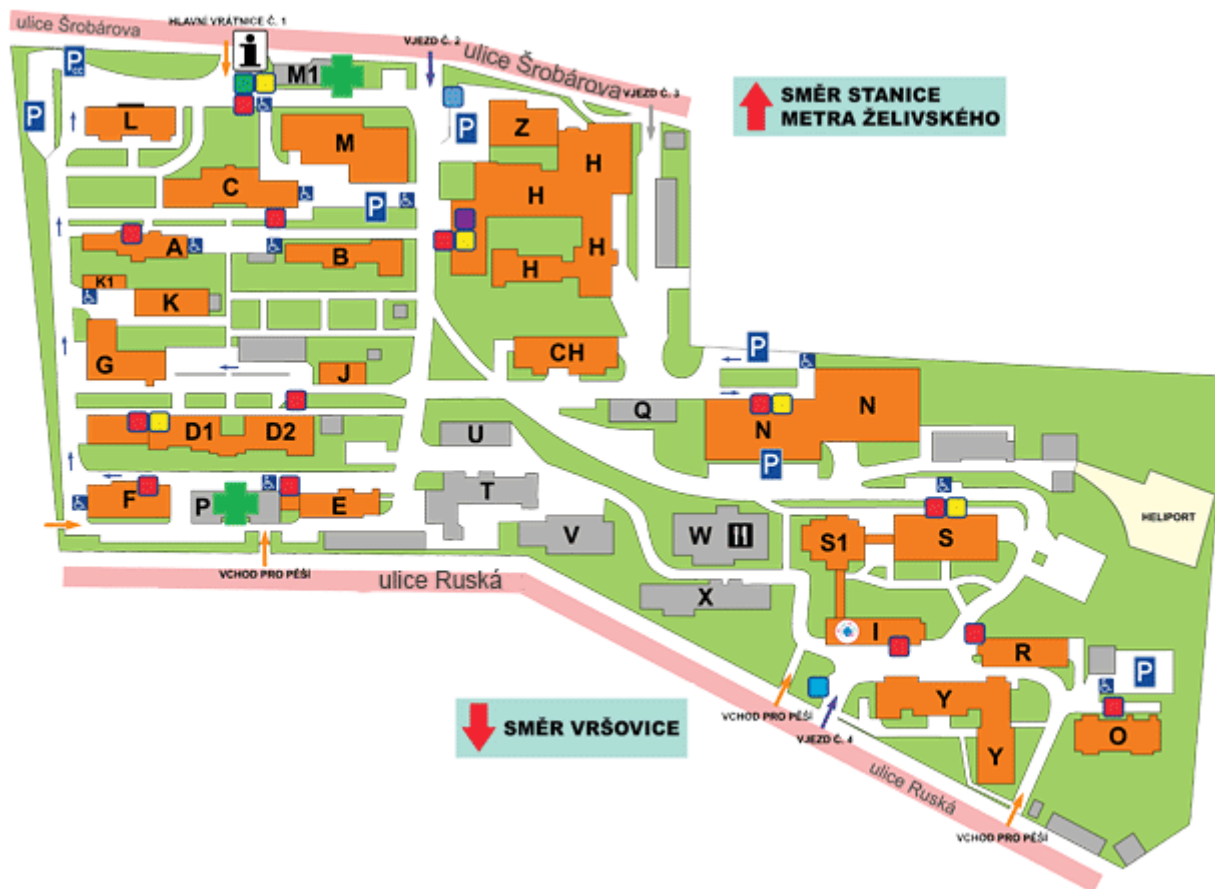 ulice Šrobárova
HLAVNÍ VRÁTNICE Č. 1
VJEZD Č. 2
ulice Šrobárova
VJEZD Č. 3
SMĚR STANICE
METRA ŽELIVSKÉHO
i
M1
P
Pcc
P
L
M
P
Z
H
C
P
H
A
B
H
H
K1
K
G
J
CH
P
Q
N
N
D1
D2
U
P
F
P
E
T
V
W
S1
S
HELIPORT
VCHOD PRO PĚŠÍ
ulice Ruská
X
I
R
P
Y
O
SMĚR VRŠOVICE
VCHOD PRO PĚŠÍ
VJEZD Č. 4
Y
ulice Ruská
VCHOD PRO PĚŠÍ